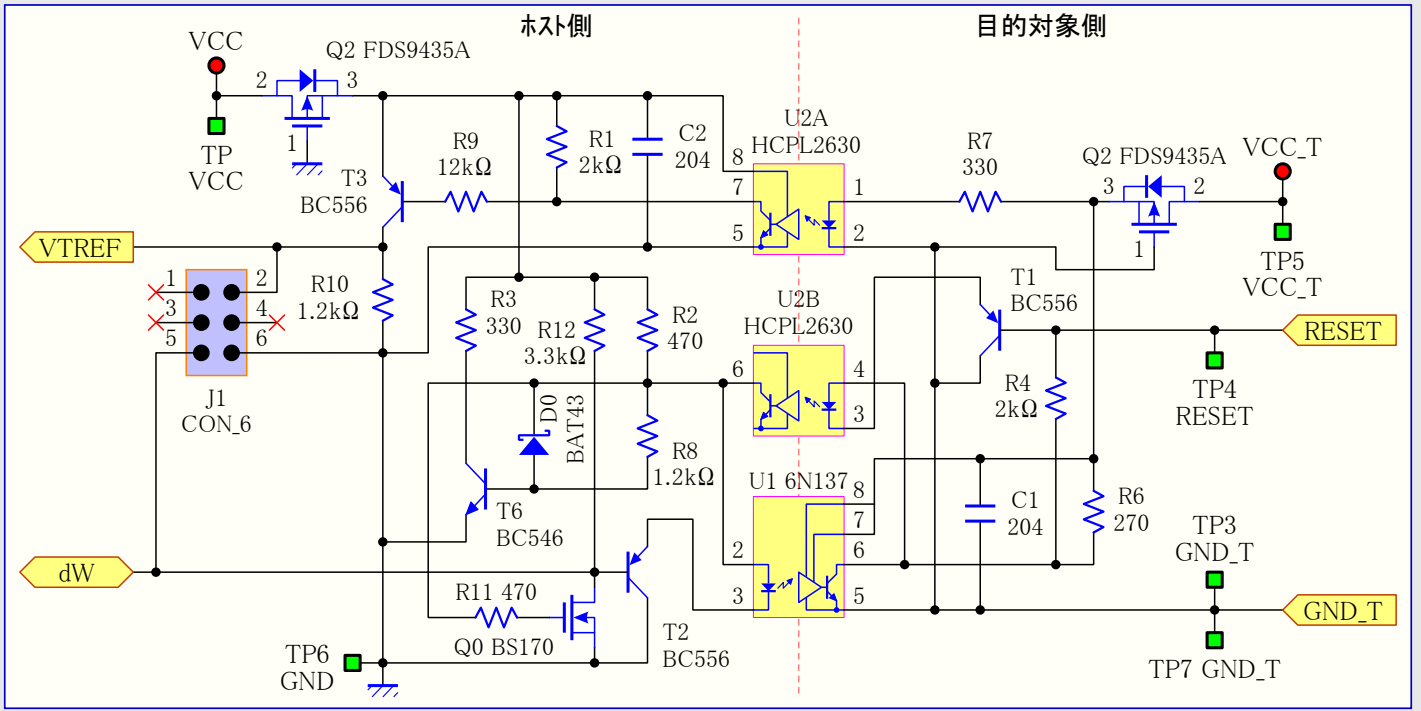 ホスト側
目的対象側
VCC
Q2 FDS9435A
2
3
1
TP
VCC
T3
BC556
R9
12kΩ
R1
2kΩ
C2
204
U2A
HCPL2630
8
7
5
1
2
R7
330
Q2 FDS9435A
3
2
1
VCC_T
TP5
VCC_T
VTREF
1
2
3
4
5
6
J1
CON_6
R10
1.2kΩ
R3
330
R12
3.3kΩ
R2
470
U2B
HCPL2630
6
4
3
T1
BC556
RESET
TP4
RESET
R4
2kΩ
D0
BAT43
R8
1.2kΩ
T6
BC546
U1 6N137
8
7
6
5
2
3
C1
204
R6
270
TP3
GND_T
dW
R11 470
Q0 BS170
T2
BC556
GND_T
TP7 GND_T
TP6
GND